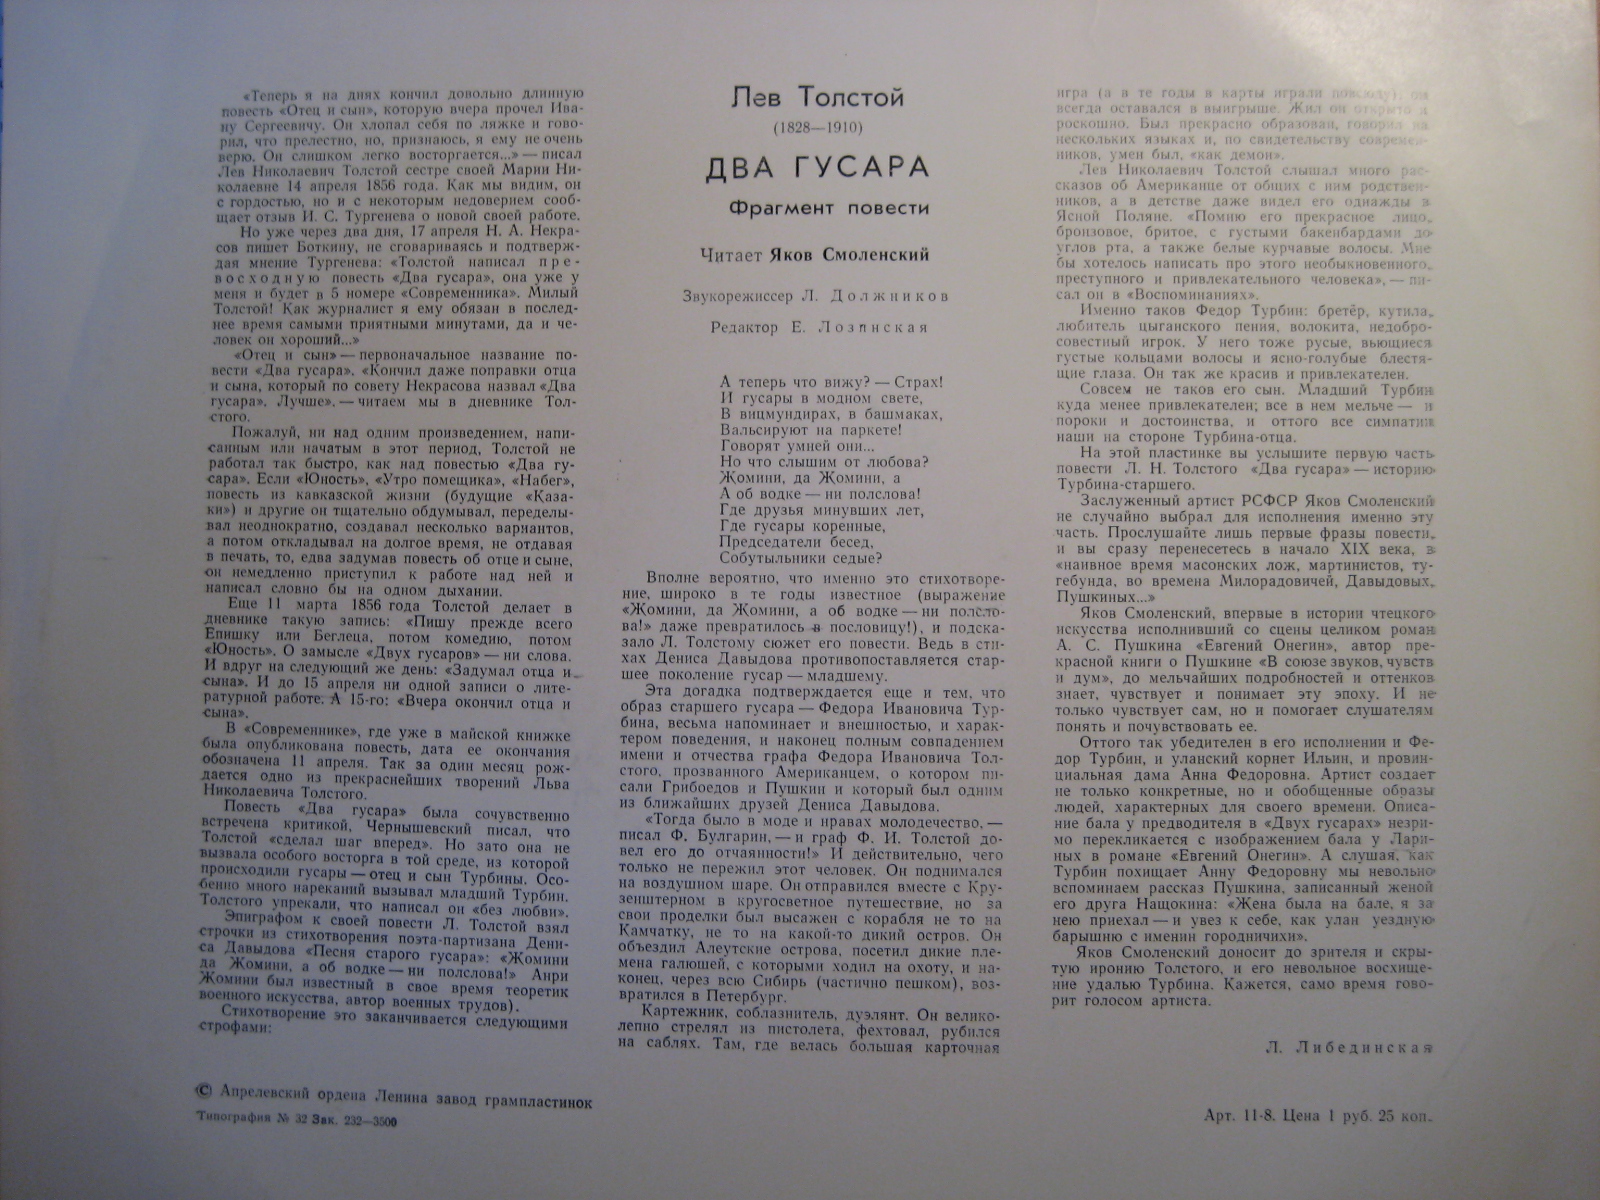 «Теперь я на днях кончил довольно длинную
повесть «Отец и сын», которую вчера прочел Ива-
ну Сергеевичу. Он хлопал себя по ляжке и гово-
рил, что прелестно, но, признаюсь, я ему не очень
верю. Он слишком легко восторгается...» — писал
Лев Николаевич Толстой сестре своей Марии Ни-
колаевне 14 апреля 1856 года. Как мы видим, он
с гордостью, но и с некоторым недоверием сооб-
щает отзыв И. С. Тургенева о новой своей работе.
Но уже через два дня, 17 апреля Н. А. Некра-
сов пишет Боткину, не сговариваясь и подтверж-
дая мнение Тургенева: «Толстой написал пре-
восходную повесть «Два гусара», она уже у
меня и будет в 5 номере «Современника». Милый
Толстой! Как журналист я ему обязан в послед-
нее время самыми приятными минутами, да и че-
ловек он хороший...»
«Отец и сын» — первоначальное название по-
вести «Два гусара». «Кончил даже поправки отца
и сына, который по совету Некрасова назвал «Два
гусара». Лучше», — читаем мы в дневнике Тол-
стого.
Пожалуй, ни над одним произведением, напи-
санным или начатым в этот период, Толстой не
работал так быстро, как над повестью «Два гу-
сара». Если «Юность», «Утро помещика», «Набег»,
повесть из кавказской жизни (будущие «Каза-
ки») и другие он тщательно обдумывал, переделы-
вал неоднократно, создавал несколько вариантов,
а потом откладывал на долгое время, не отдавая
в печать, то, едва задумав повесть об отце и сыне,
он немедленно приступил к работе над ней и
написал словно бы на одном дыхании.
Еще 11 марта 1856 года Толстой делает в
дневнике такую запись: «Пишу прежде всего
Епишку или Беглеца, потом комедию, потом
«Юность». О замысле «Двух гусаров» — ни слова.
И вдруг на следующий же день: «Задумал отца и
сына». И до 15 апреля ни одной записи о лите-
ратурной работе. А 15-го: «Вчера окончил отца и
сына».
В «Современнике», где уже в майской книжке
была опубликована повесть, дата ее окончания
обозначена 11 апреля. Так за один месяц рож-
дается одно из прекраснейших творений Льва
Николаевича Толстого.
Повесть «Два гусара» была сочувственно
встречена критикой, Чернышевский писал, что
Толстой «сделал шаг вперед». Но зато она не
вызвала особого восторга в той среде, из которой
происходили гусары — отец и сын Турбины. Осо-
бенно много нареканий вызывал младший Турбин.
Толстого упрекали, что написал он «без любви».
Эпиграфом к своей повести Л. Толстой взял
строчки из стихотворения поэта-партизана Дени-
са Давыдова «Песня старого гусара»: «Жомини
да Жомини, а об водке — ни полслова!» Анри
Жомини был известный в свое время теоретик
военного искусства, автор военных трудов).
Стихотворение это заканчивается следующими
строфами:
Лев Толстой
(1828—1910)
ДВА ГУСАРА
Фрагмент повести
Читает Яков Смоленский
Звукорежиссер Л. Должников
Редактор Е. Лозинская
А теперь что вижу? — Страх!
И гусары в модном свете,
В вицмундирах, в башмаках,
Вальсируют на паркете!
Говорят умней они...
Но что слышим от любова?
Жомини, да Жомини, а
А об водке — ни полслова!
Где друзья минувших лет,
Где гусары коренные,
Председатели бесед,
Собутыльники седые?
Вполне вероятно, что именно это стихотворе-
ние, широко в те годы известное (выражение
«Жомини, да Жомини, а об водке — ни полсло-
ва!» даже превратилось в пословицу!), и подска-
зало Л. Толстому сюжет его повести. Ведь в сти-
хах Дениса Давыдова противопоставляется стар-
шее поколение гусар — младшему.
Эта догадка подтверждается еще и тем, что
образ старшего гусара — Федора Ивановича Тур-
бина, весьма напоминает и внешностью, и харак-
тером поведения, и наконец полным совпадением
имени и отчества графа Федора Ивановича Тол-
стого, прозванного Американцем, о котором пи-
сали Грибоедов и Пушкин и который был одним
из ближайших друзей Дениса Давыдова.
«Тогда было в моде и нравах молодечество, —
писал Ф. Булгарин, — и граф Ф. И. Толстой до-
вел его до отчаянности!» И действительно, чего
только не пережил этот человек. Он поднимался
на воздушном шаре. Он отправился вместе с Кру-
зенштерном в кругосветное путешествие, но за
свои проделки был высажен с корабля не то на
Камчатку, не то на какой-то дикий остров. Он
объездил Алеутские острова, посетил дикие пле-
мена галюшей, с которыми ходил на охоту, и на-
конец, через всю Сибирь (частично пешком), воз-
вратился в Петербург.
Картежник, соблазнитель, дуэлянт. Он велико-
лепно стрелял из пистолета, фехтовал, рубился
на саблях. Там, где велась большая карточная
игра (а в те годы в карты играли повсюду), он
всегда оставался в выигрыше. Жил он открыто и
роскошно. Был прекрасно образован, говорил на
нескольких языках и, по свидетельству современ-
ников, умен был, «как демон».
Лев Николаевич Толстой слышал много рас-
сказов об Американце от общих с ним родствен-
ников, а в детстве даже видел его однажды в
Ясной Поляне. «Помню его прекрасное лицо,
бронзовое, бритое, с густыми бакенбардами до
углов рта, а также белые курчавые волосы. Мне
бы хотелось написать про этого необыкновенного,
преступного и привлекательного человека», — пи-
сал он в «Воспоминаниях».
Именно таков Федор Турбин: бретёр, кутила,
любитель цыганского пения, волокита, недобро-
совестный игрок. У него тоже русые, вьющиеся
густые кольцами волосы и ясно-голубые блестя-
щие глаза. Он так же красив и привлекателен.
Совсем не таков его сын. Младший Турбин
куда менее привлекателен; все в нем мельче — и
пороки и достоинства, и оттого все симпатии
наши на стороне Турбина-отца.
На этой пластинке вы услышите первую часть
повести Л. Н. Толстого «Два гусара» — историю
Турбина-старшего.
Заслуженный артист РСФСР Яков Смоленский
не случайно выбрал для исполнения именно эту
часть. Прослушайте лишь первые фразы повести,
и вы сразу перенесетесь в начало XIX века, в
«наивное время масонских лож, мартинистов, ту-
гебунда, во времена Милорадовичей, Давыдовых,
Пушкиных...»
Яков Смоленский, впервые в истории чтецкого
искусства исполнивший со сцены целиком роман
А. С. Пушкина «Евгений Онегин», автор пре-
красной книги о Пушкине «В союзе звуков, чувств
и дум», до мельчайших подробностей и оттенков
знает, чувствует и понимает эту эпоху. И не
только чувствует сам, но и помогает слушателям
понять и почувствовать ее.
Оттого так убедителен в его исполнении и Фе-
дор Турбин, и уланский корнет Ильин, и провин-
циальная дама Анна Федоровна. Артист создает
не только конкретные, но и обобщенные образы
людей, характерных для своего времени. Описа-
ние бала у предводителя в «Двух гусарах» незри-
мо перекликается с изображением бала у Лари-
ных в романе «Евгений Онегин». А слушая, как
Турбин похищает Анну Федоровну мы невольно
вспоминаем рассказ Пушкина, записанный женой
его друга Нащокина: «Жена была на бале, я за
нею приехал — и увез к себе, как улан уездную
барышню с именин городничихи».
Яков Смоленский доносит до зрителя и скры-
тую иронию Толстого, и его невольное восхище-
ние удалью Турбина. Кажется, само время гово-
рит голосом артиста.
Л. Либединская
© Апрелевский ордена Ленина завод грампластинок
Типография № 32 Зак. 232—3500
Арт. 11-8. Цена 1 руб. 25 коп.